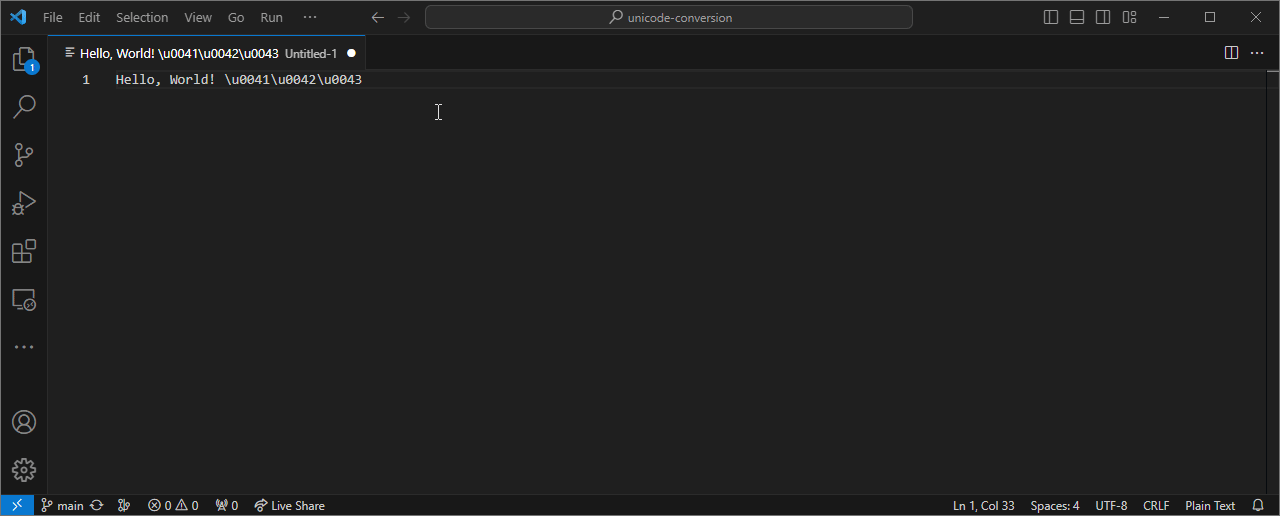 File Edit Selection View Go Run ··· unicode-conversion
Hello, World! \u0041\u0042\u0043 Untitled-1
1 Hello, World! \u0041\u0042\u0043
1
main 0 0 0 Live Share Ln 1, Col 33 Spaces: 4 UTF-8 CRLF Plain Text